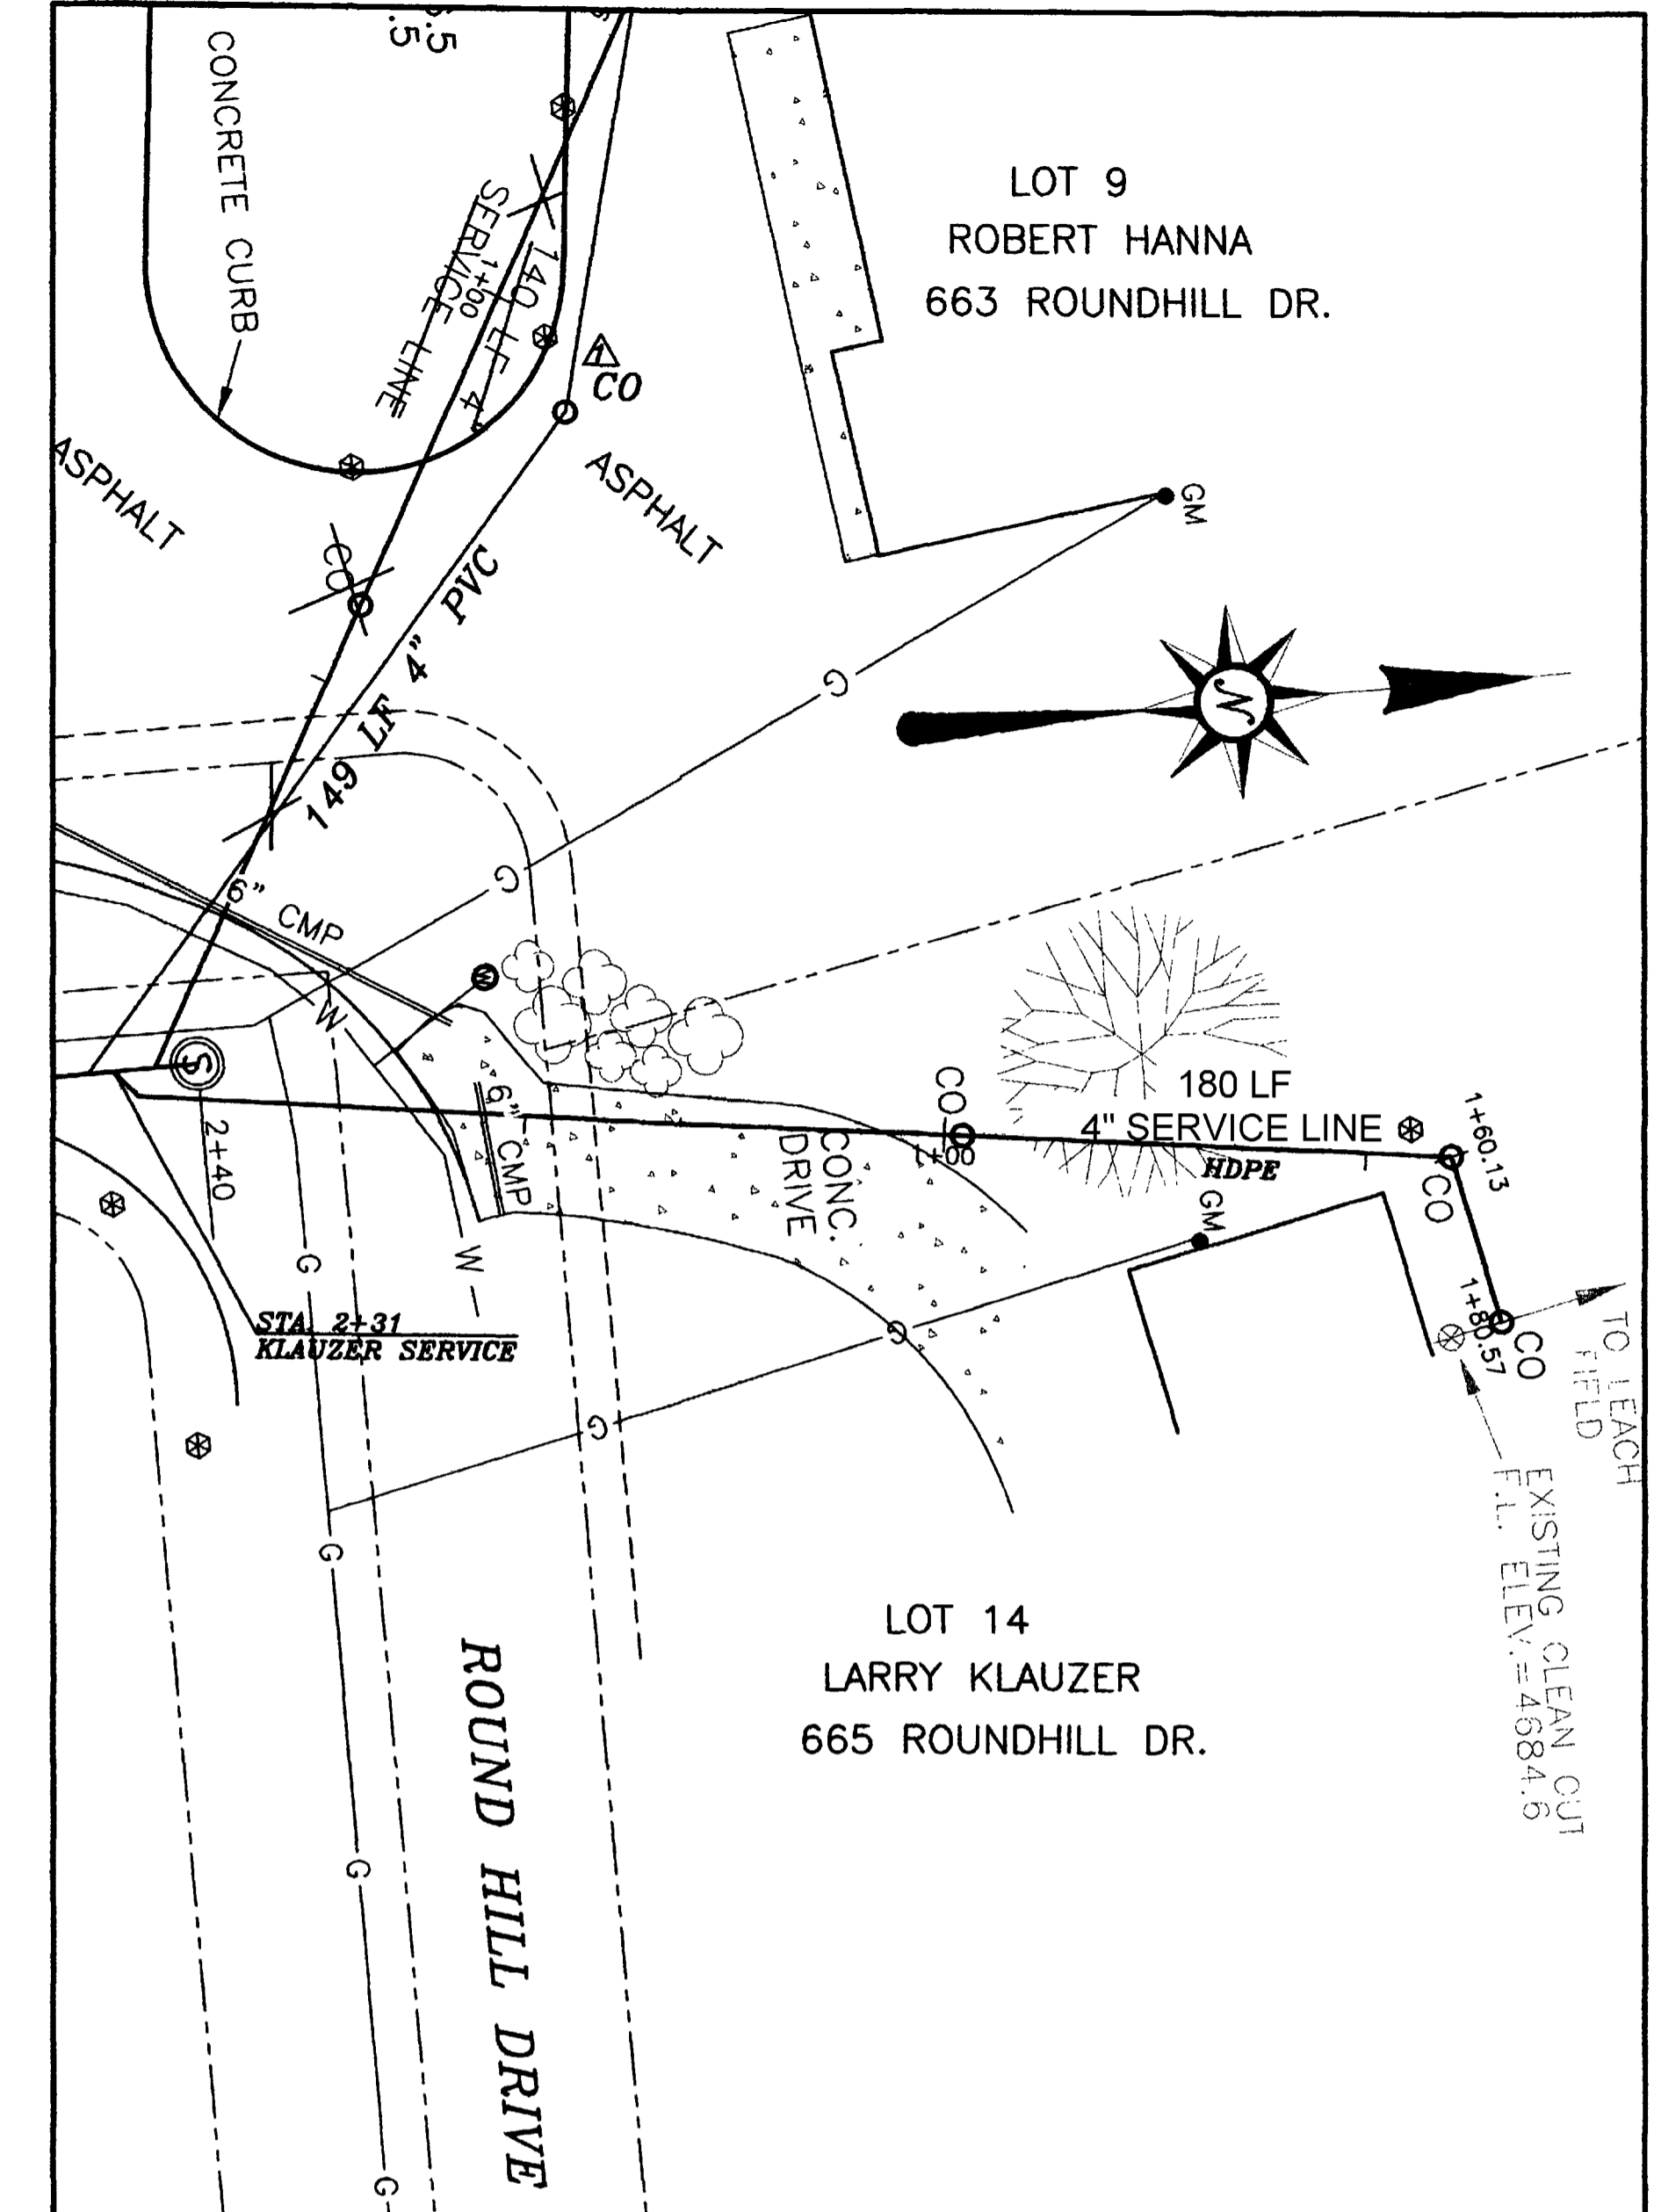 .5
.5
CONCRETE CURB
140 LF 4"
SERVICE LINE
1+00
1
CO
ASPHALT
ASPHALT
CO
149 LF 4" PVC
LOT 9
ROBERT HANNA
663 ROUNDHILL DR.
GM
G
G
N
6" CMP
W
W
S
2+40
6" CMP
CONC.
DRIVE
CO
2+00
180 LF
4" SERVICE LINE
HDPE
1+60.13
CO
GM
1+80.57
CO
TO LEACH
FIELD
EXISTING CLEAN OUT
F.L. ELEV.=4684.6
G
W
G
G
STA. 2+31
KLAUZER SERVICE
G
G
G
LOT 14
LARRY KLAUZER
665 ROUNDHILL DR.
ROUND HILL DRIVE